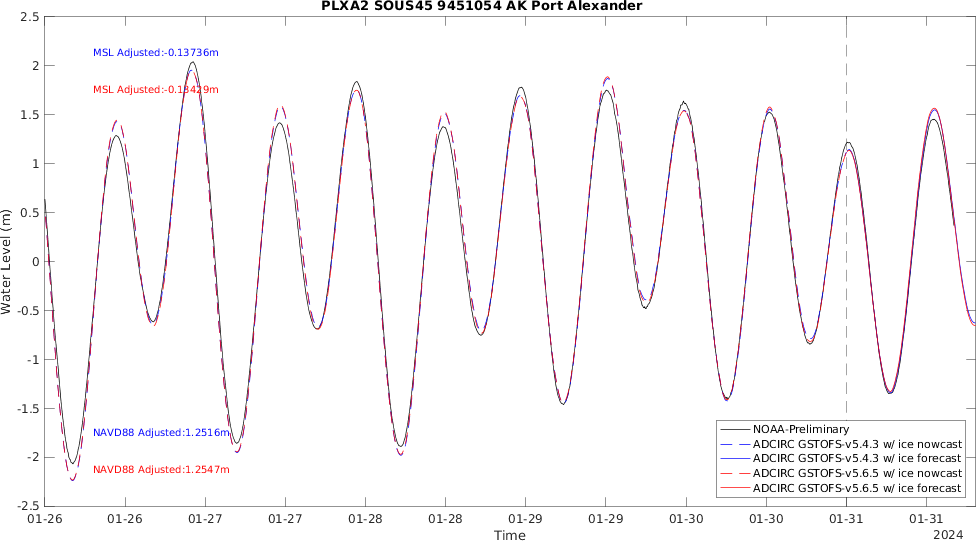 PLXA2 SOUS45 9451054 AK Port Alexander
2.5
2
1.5
1
0.5
0
-0.5
-1
-1.5
-2
-2.5
Water Level (m)
MSL Adjusted:-0.13736m
MSL Adjusted:-0.13429m
NAVD88 Adjusted:1.2516m
NAVD88 Adjusted:1.2547m
NOAA-Preliminary
ADCIRC GSTOFS-v5.4.3 w/ ice nowcast
ADCIRC GSTOFS-v5.4.3 w/ ice forecast
ADCIRC GSTOFS-v5.6.5 w/ ice nowcast
ADCIRC GSTOFS-v5.6.5 w/ ice forecast
01-26 01-26 01-27 01-27 01-28 01-28 01-29 01-29 01-30 01-30 01-31 01-31
2024
Time